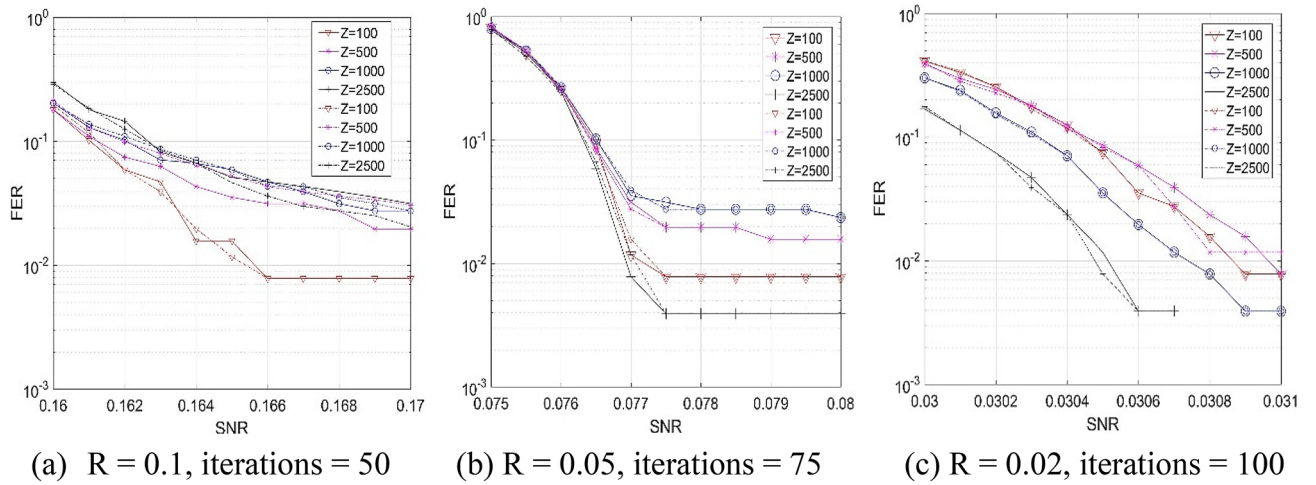 10^0
10^-1
10^-2
10^-3
FER
0.16 0.162 0.164 0.166 0.168 0.17
SNR
Z=100
Z=500
Z=1000
Z=2500
Z=100
Z=500
Z=1000
Z=2500
(a) R = 0.1, iterations = 50
10^0
10^-1
10^-2
10^-3
FER
0.075 0.076 0.077 0.078 0.079 0.08
SNR
Z=100
Z=500
Z=1000
Z=2500
Z=100
Z=500
Z=1000
Z=2500
(b) R = 0.05, iterations = 75
10^0
10^-1
10^-2
10^-3
FER
0.03 0.0302 0.0304 0.0306 0.0308 0.031
SNR
Z=100
Z=500
Z=1000
Z=2500
Z=100
Z=500
Z=1000
Z=2500
(c) R = 0.02, iterations = 100